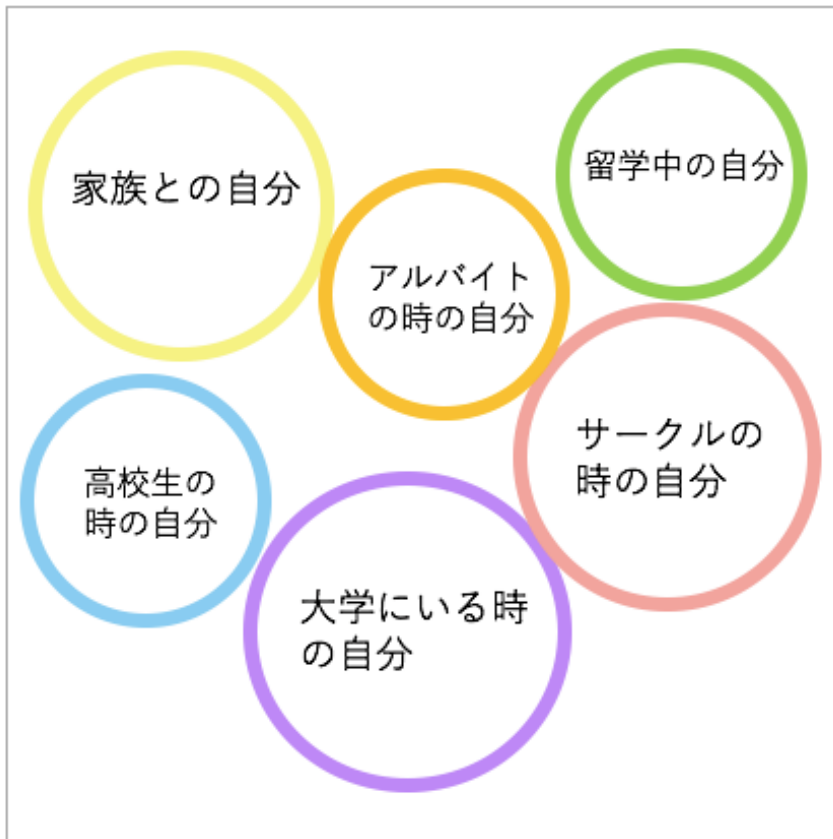 家族との自分
留学中の自分
アルバイト
の時の自分
サークルの
時の自分
高校生の
時の自分
大学にいる時
の自分